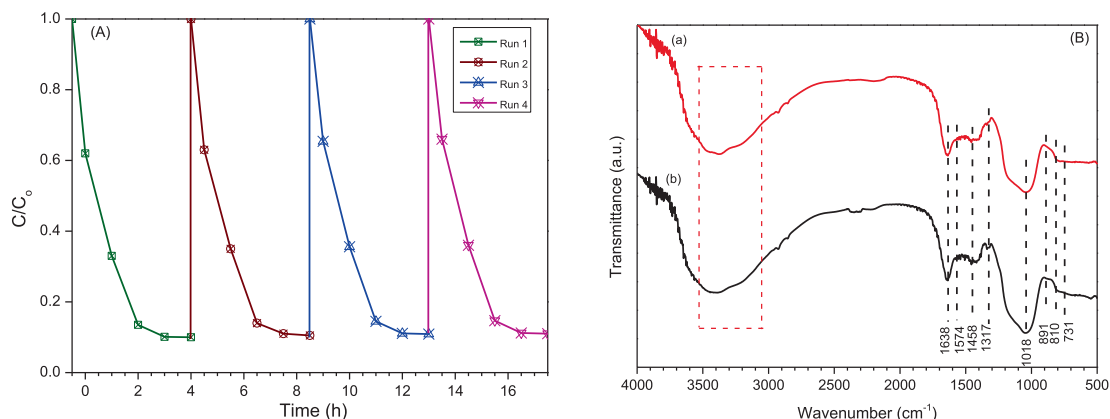 (A)
Run 1
Run 2
Run 3
Run 4
1.0
0.8
0.6
0.4
0.2
0.0
C/C₀
0 2 4 6 8 10 12 14 16
Time (h)
(B)
(a)
(b)
Transmittance (a.u.)
1638
1574
1458
1317
1018
891
810
731
4000 3500 3000 2500 2000 1500 1000 500
Wavenumber (cm⁻¹)